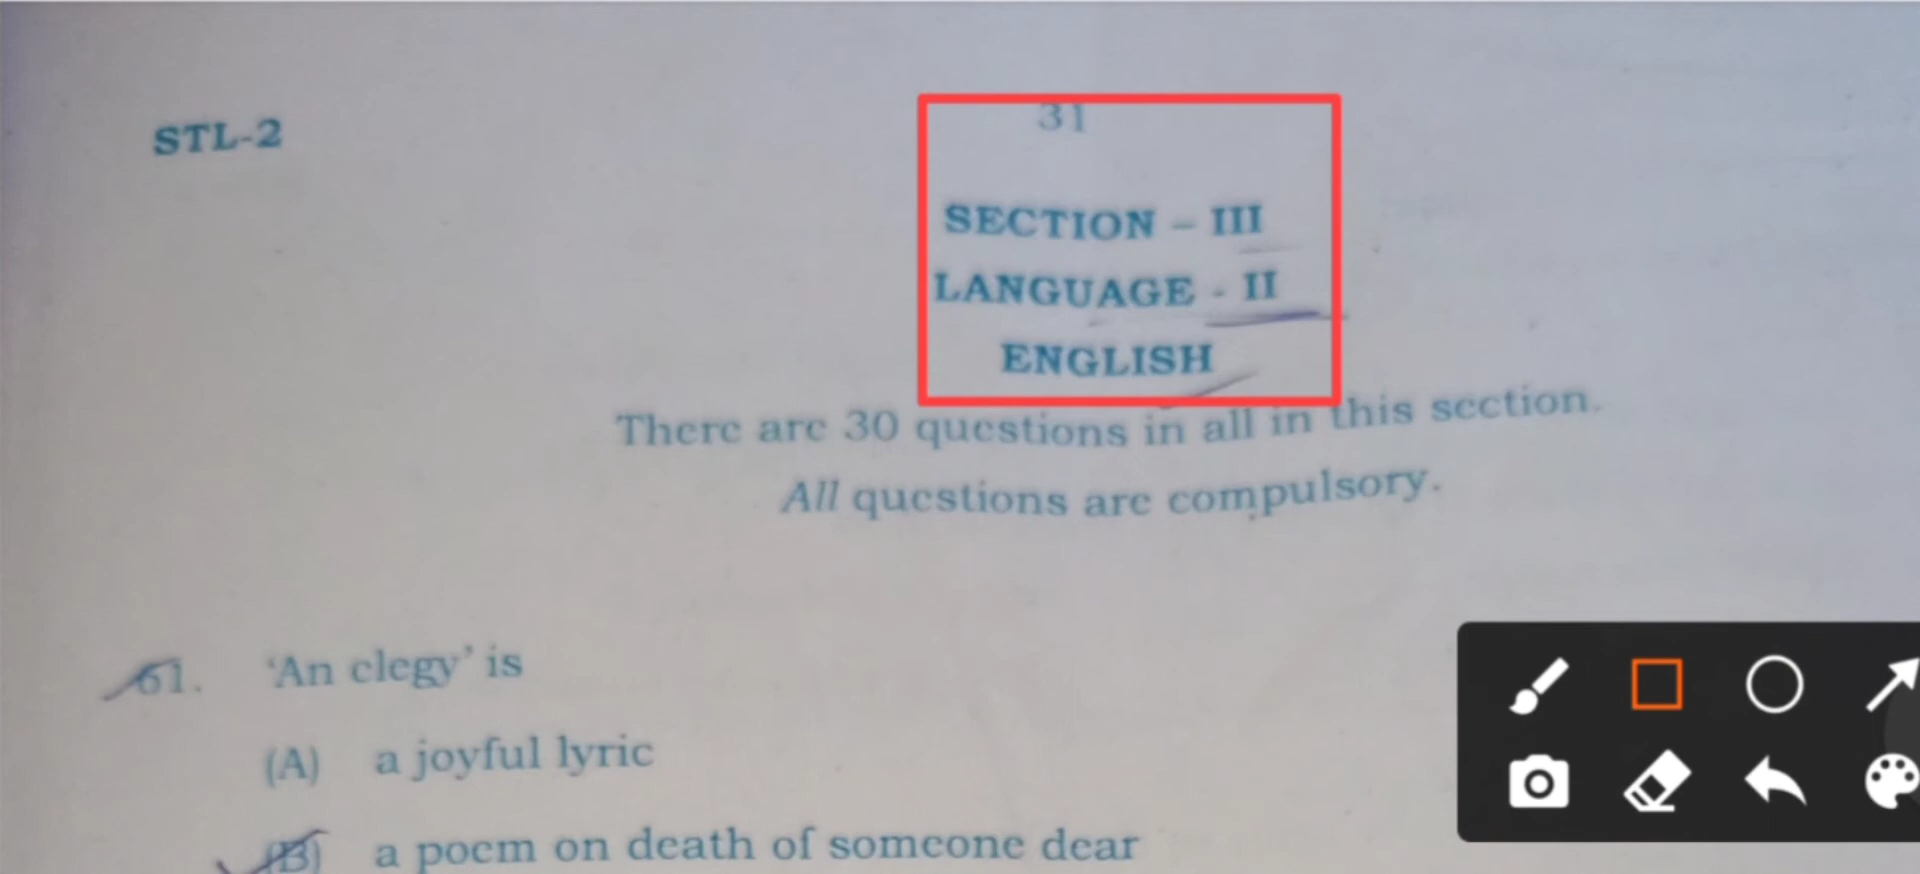 STL-2
31
SECTION – III
LANGUAGE - II
ENGLISH
There are 30 questions in all in this section.
All questions are compulsory.
61. 'An elegy' is
(A) a joyful lyric
(B) a poem on death of someone dear